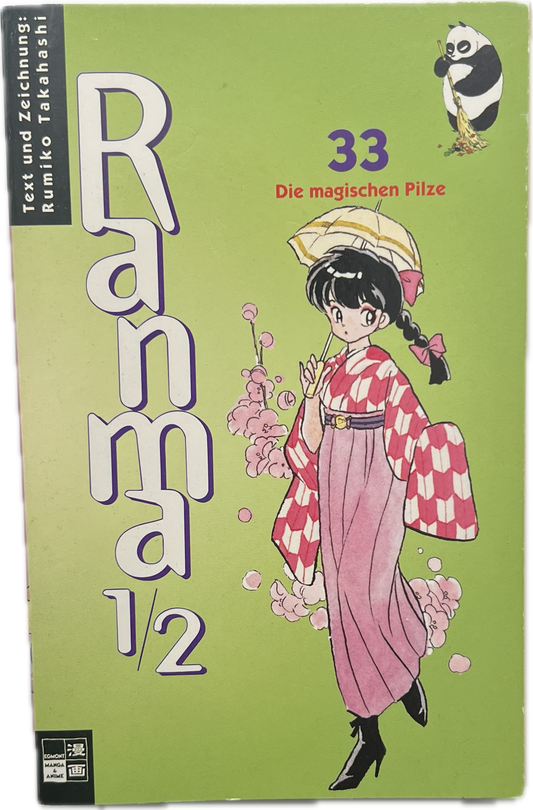 Text und Zeichnung:
Rumiko Takahashi
Ranma
1/2
33
Die magischen Pilze
EGMONT
MANGA
&
ANIME
漫
画